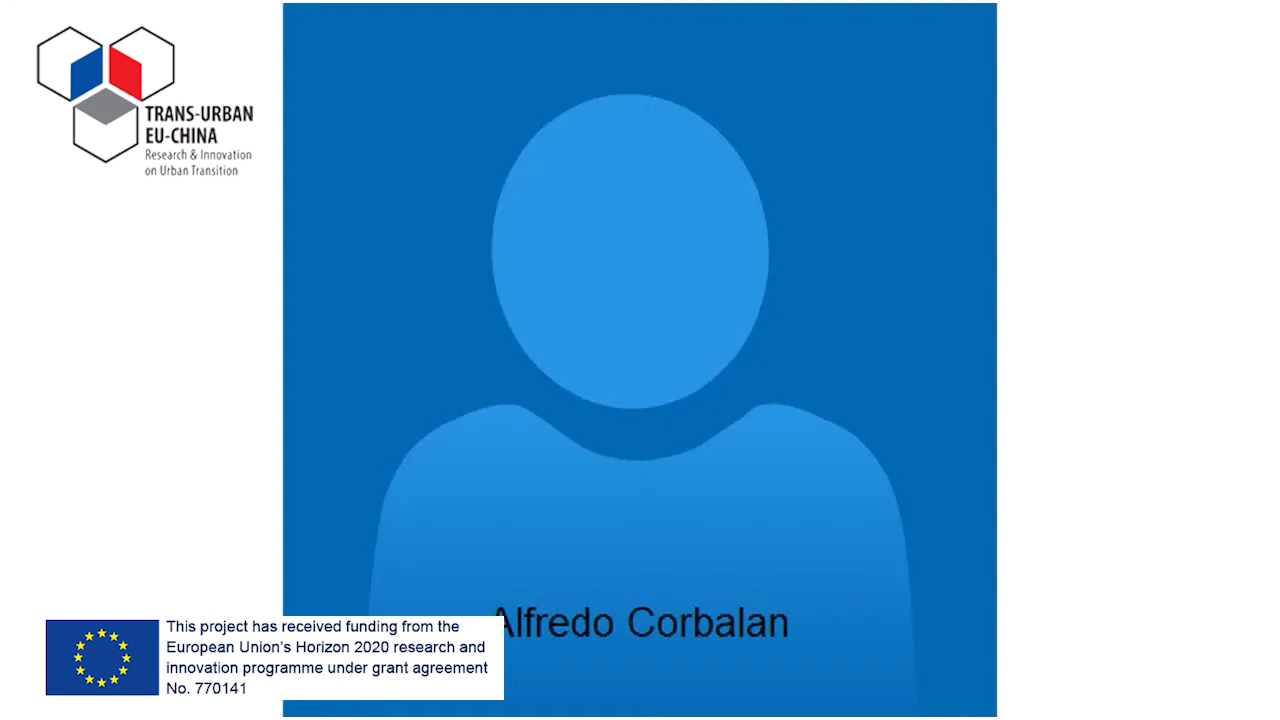 TRANS-URBAN
EU-CHINA
Research & Innovation
on Urban Transition
Alfredo Corbalan
This project has received funding from the
European Union's Horizon 2020 research and
innovation programme under grant agreement
No. 770141